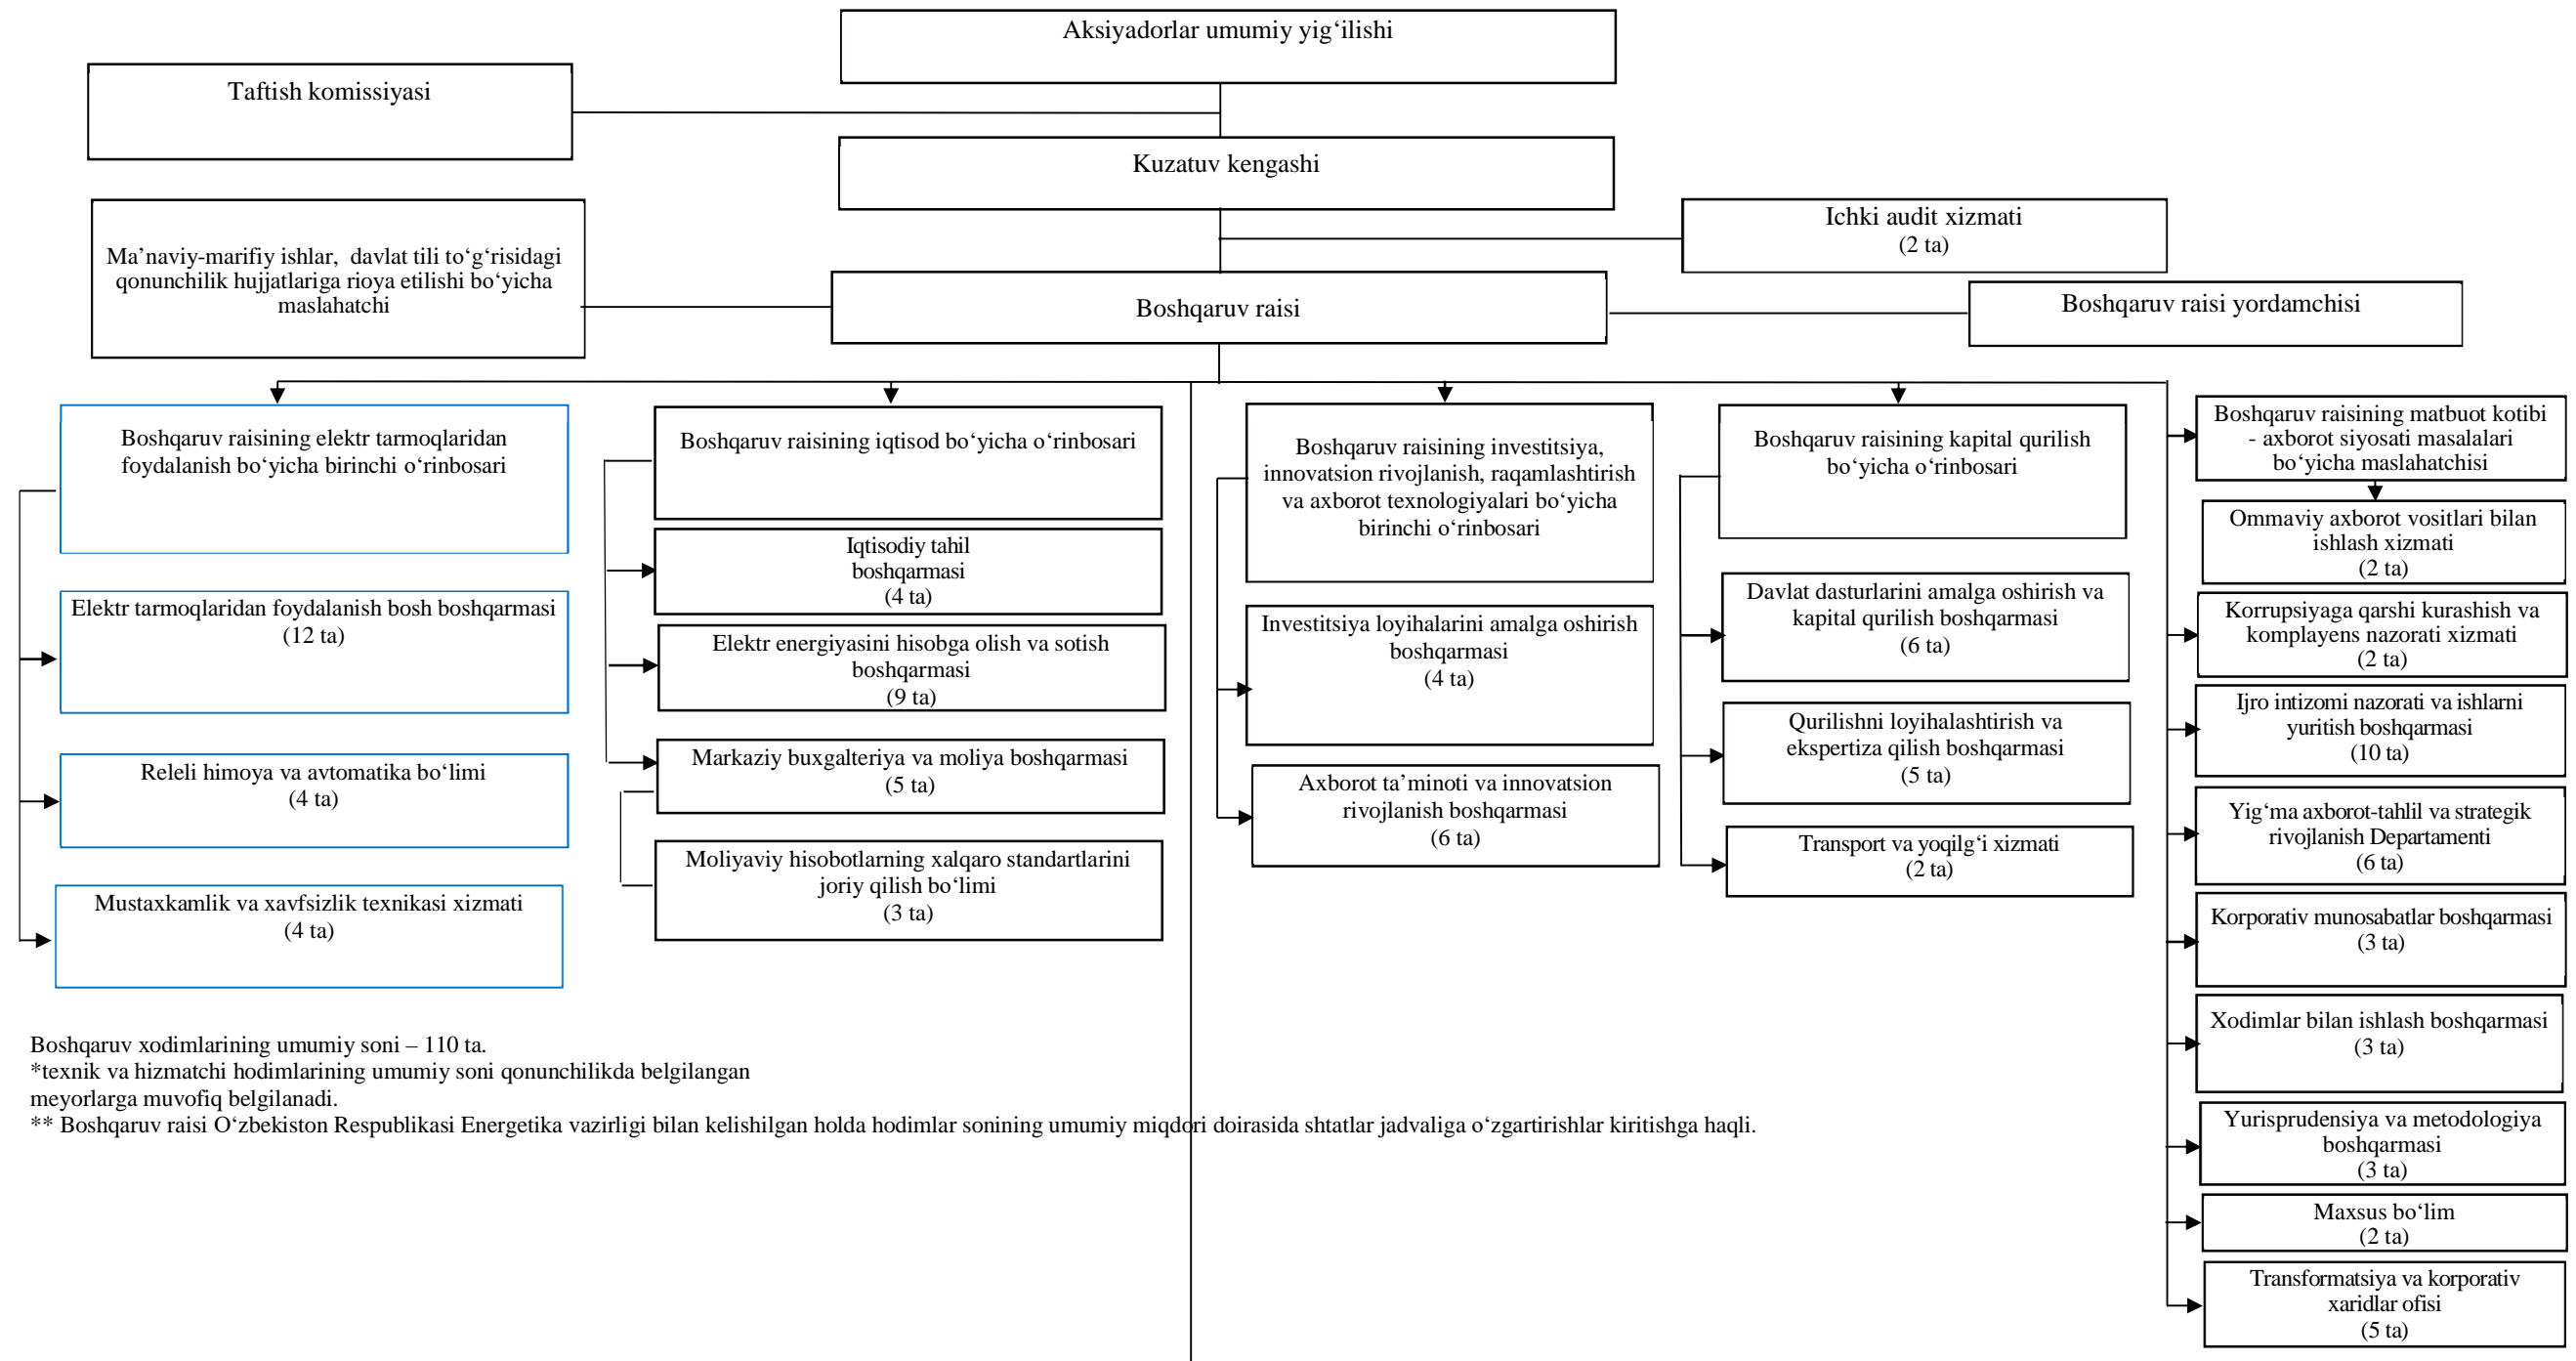 Aksiyadorlar umumiy yig‘ilishi
Taftish komissiyasi
Kuzatuv kengashi
Ichki audit xizmati
(2 ta)
Ma’naviy-marifiy ishlar, davlat tili to‘g‘risidagi
qonunchilik hujjatlariga rioya etilishi bo‘yicha
maslahatchi
Boshqaruv raisi
Boshqaruv raisi yordamchisi
Boshqaruv raisining elektr tarmoqlaridan
foydalanish bo‘yicha birinchi o‘rinbosari
Elektr tarmoqlaridan foydalanish bosh boshqarmasi
(12 ta)
Releli himoya va avtomatika bo‘limi
(4 ta)
Mustaxkamlik va xavfsizlik texnikasi xizmati
(4 ta)
Boshqaruv raisining iqtisod bo‘yicha o‘rinbosari
Iqtisodiy tahil
boshqarmasi
(4 ta)
Elektr energiyasini hisobga olish va sotish
boshqarmasi
(9 ta)
Markaziy buxgalteriya va moliya boshqarmasi
(5 ta)
Moliyaviy hisobotlarning xalqaro standartlarini
joriy qilish bo‘limi
(3 ta)
Boshqaruv raisining investitsiya,
innovatsion rivojlanish, raqamlashtirish
va axborot texnologiyalari bo‘yicha
birinchi o‘rinbosari
Investitsiya loyihalarini amalga oshirish
boshqarmasi
(4 ta)
Axborot ta’minoti va innovatsion
rivojlanish boshqarmasi
(6 ta)
Boshqaruv raisining kapital qurilish
bo‘yicha o‘rinbosari
Davlat dasturlarini amalga oshirish va
kapital qurilish boshqarmasi
(6 ta)
Qurilishni loyihalashtirish va
ekspertiza qilish boshqarmasi
(5 ta)
Transport va yoqilg‘i xizmati
(2 ta)
Boshqaruv raisining matbuot kotibi
- axborot siyosati masalalari
bo‘yicha maslahatchisi
Ommaviy axborot vositlari bilan
ishlash xizmati
(2 ta)
Korrupsiyaga qarshi kurashish va
komplayens nazorati xizmati
(2 ta)
Ijro intizomi nazorati va ishlarni
yuritish boshqarmasi
(10 ta)
Yig‘ma axborot-tahlil va strategik
rivojlanish Departamenti
(6 ta)
Korporativ munosabatlar boshqarmasi
(3 ta)
Xodimlar bilan ishlash boshqarmasi
(3 ta)
Yurisprudensiya va metodologiya
boshqarmasi
(3 ta)
Maxsus bo‘lim
(2 ta)
Transformatsiya va korporativ
xaridlar ofisi
(5 ta)
Boshqaruv xodimlarining umumiy soni – 110 ta.
*texnik va hizmatchi hodimlarining umumiy soni qonunchilikda belgilangan
meyorlarga muvofiq belgilanadi.
** Boshqaruv raisi O‘zbekiston Respublikasi Energetika vazirligi bilan kelishilgan holda hodimlar sonining umumiy miqdori doirasida shtatlar jadvaliga o‘zgartirishlar kiritishga haqli.